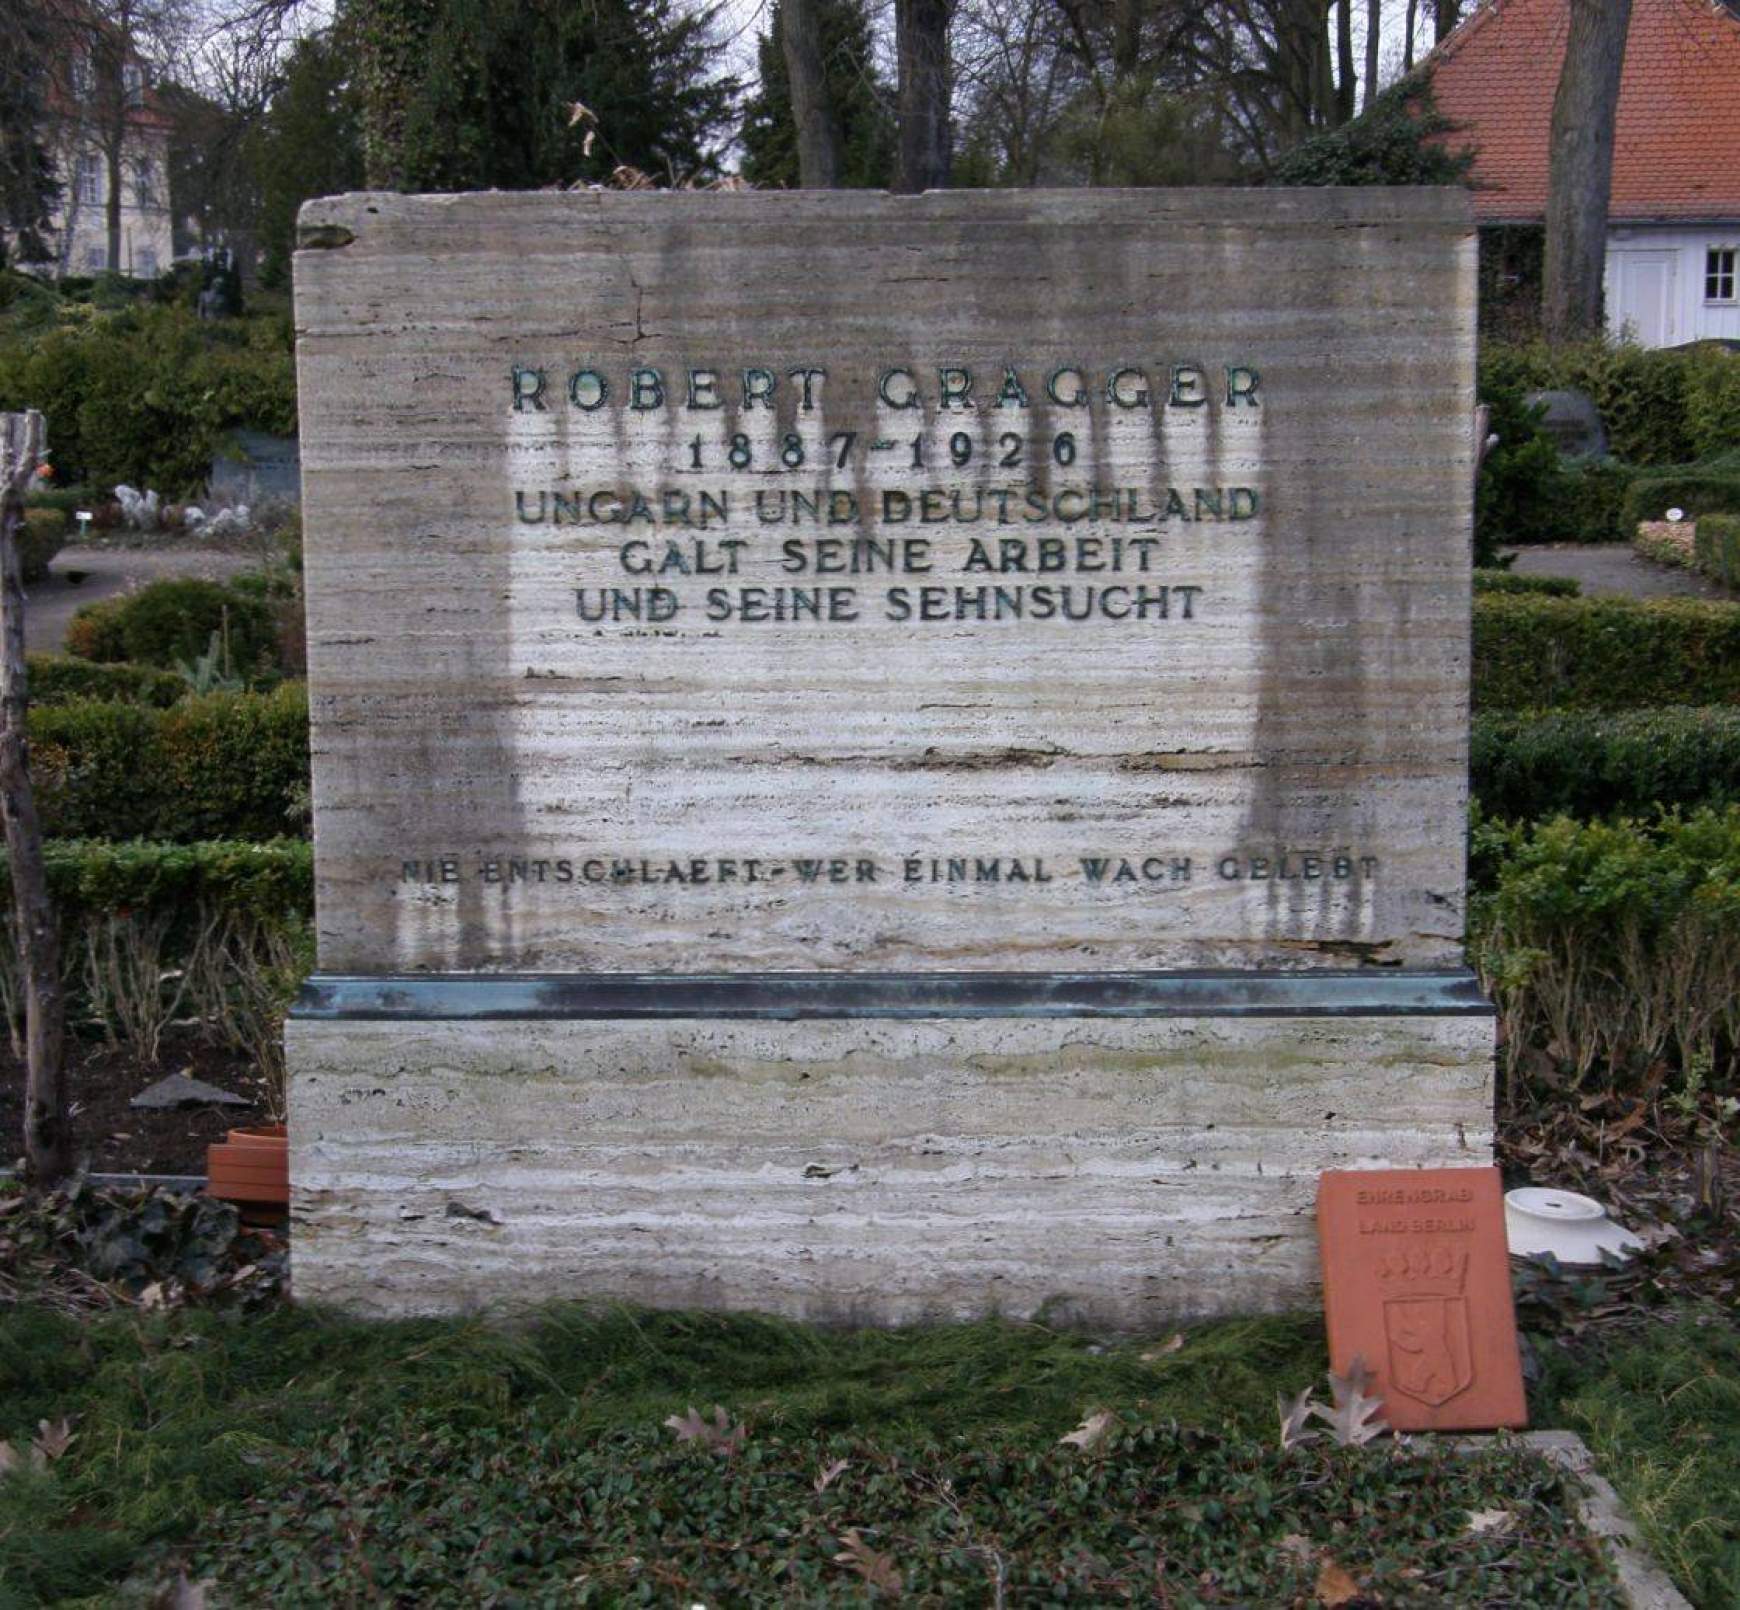 ROBERT GRAGGER
1887-1926
UNGARN UND DEUTSCHLAND
GALT SEINE ARBEIT
UND SEINE SEHNSUCHT
NIE ENTSCHLAEFT - WER EINMAL WACH GELEBT
EHRENGRAB
LAND BERLIN